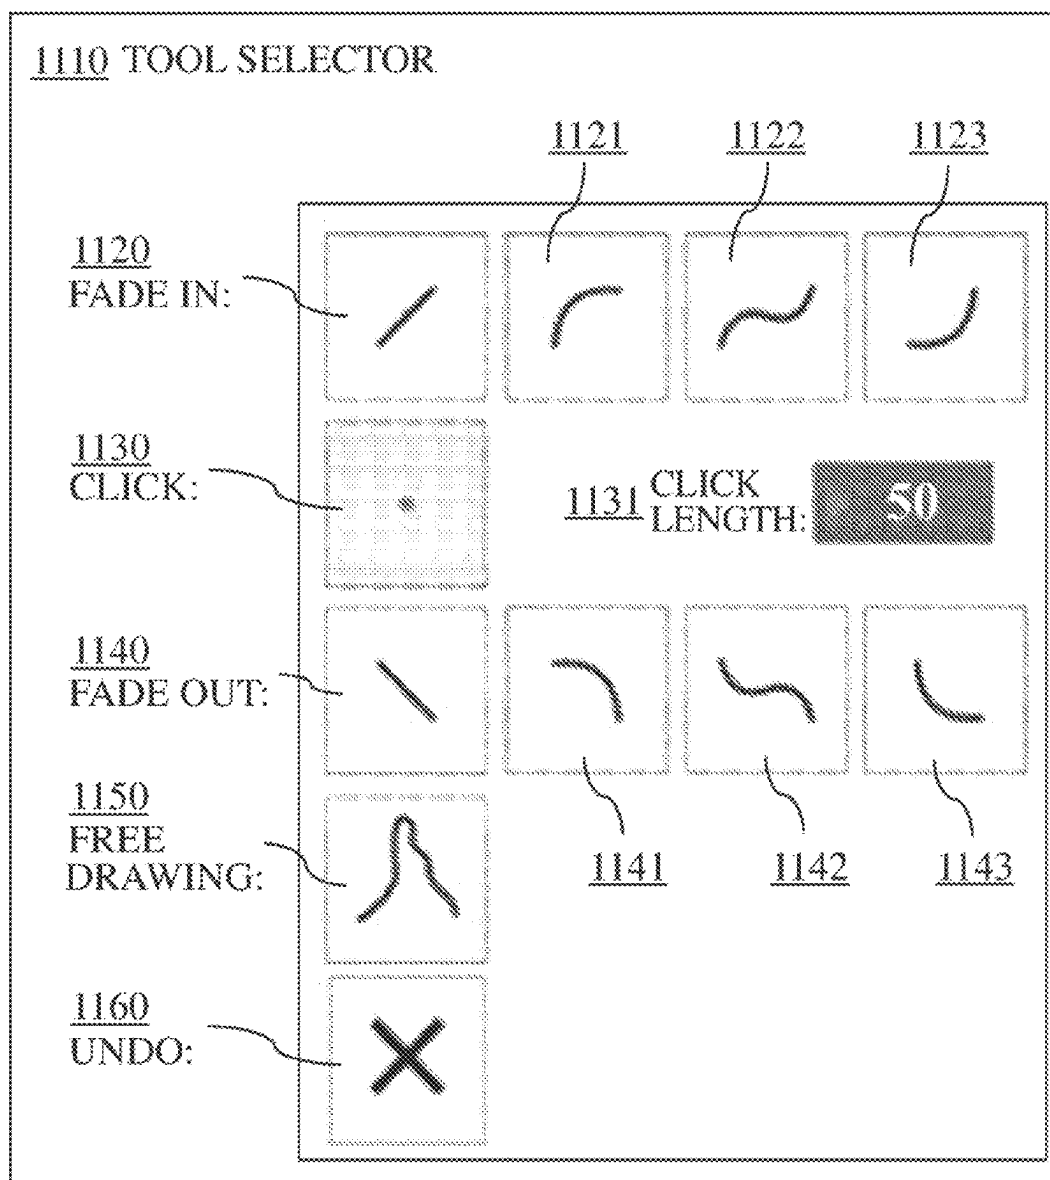 1110 TOOL SELECTOR
1121 1122 1123
1120
FADE IN:
1130
CLICK:
1131 CLICK
LENGTH: 50
1140
FADE OUT:
1150
FREE
DRAWING:
1141 1142 1143
1160
UNDO: